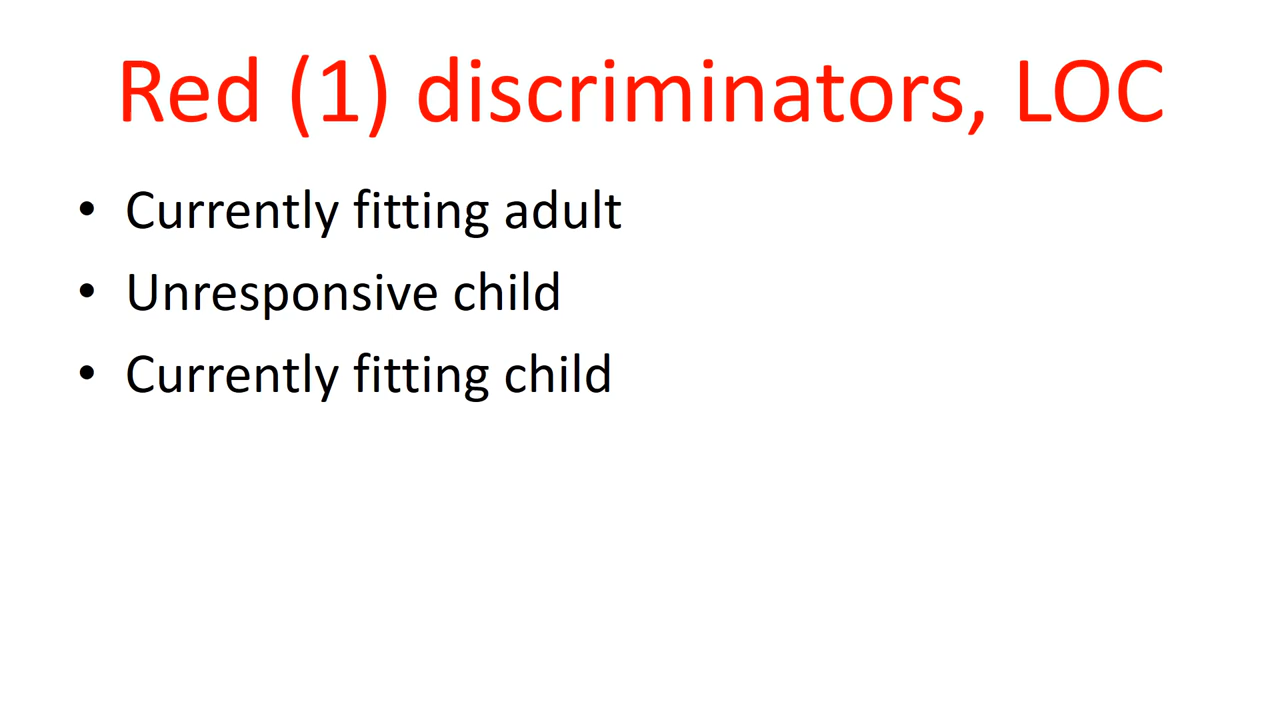 Red (1) discriminators, LOC
• Currently fitting adult
• Unresponsive child
• Currently fitting child